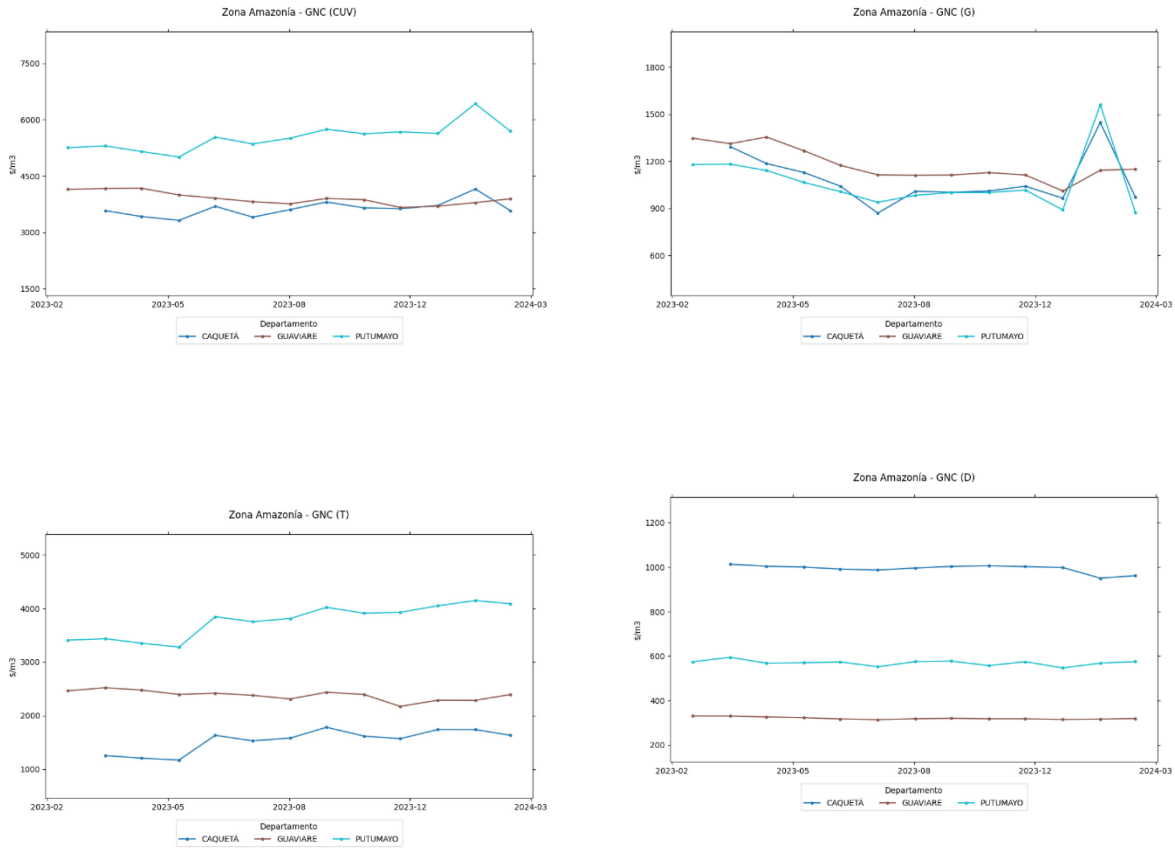 Zona Amazonía - GNC (CUV)
7500
6000
4500
3000
1500
$/m3
2023-02 2023-05 2023-08 2023-12 2024-03
Departamento
CAQUETÁ GUAVIARE PUTUMAYO
Zona Amazonía - GNC (G)
1800
1500
1200
900
600
$/m3
2023-02 2023-05 2023-08 2023-12 2024-03
Departamento
CAQUETÁ GUAVIARE PUTUMAYO
Zona Amazonía - GNC (T)
5000
4000
3000
2000
1000
$/m3
2023-02 2023-05 2023-08 2023-12 2024-03
Departamento
CAQUETÁ GUAVIARE PUTUMAYO
Zona Amazonía - GNC (D)
1200
1000
800
600
400
200
$/m3
2023-02 2023-05 2023-08 2023-12 2024-03
Departamento
CAQUETÁ GUAVIARE PUTUMAYO